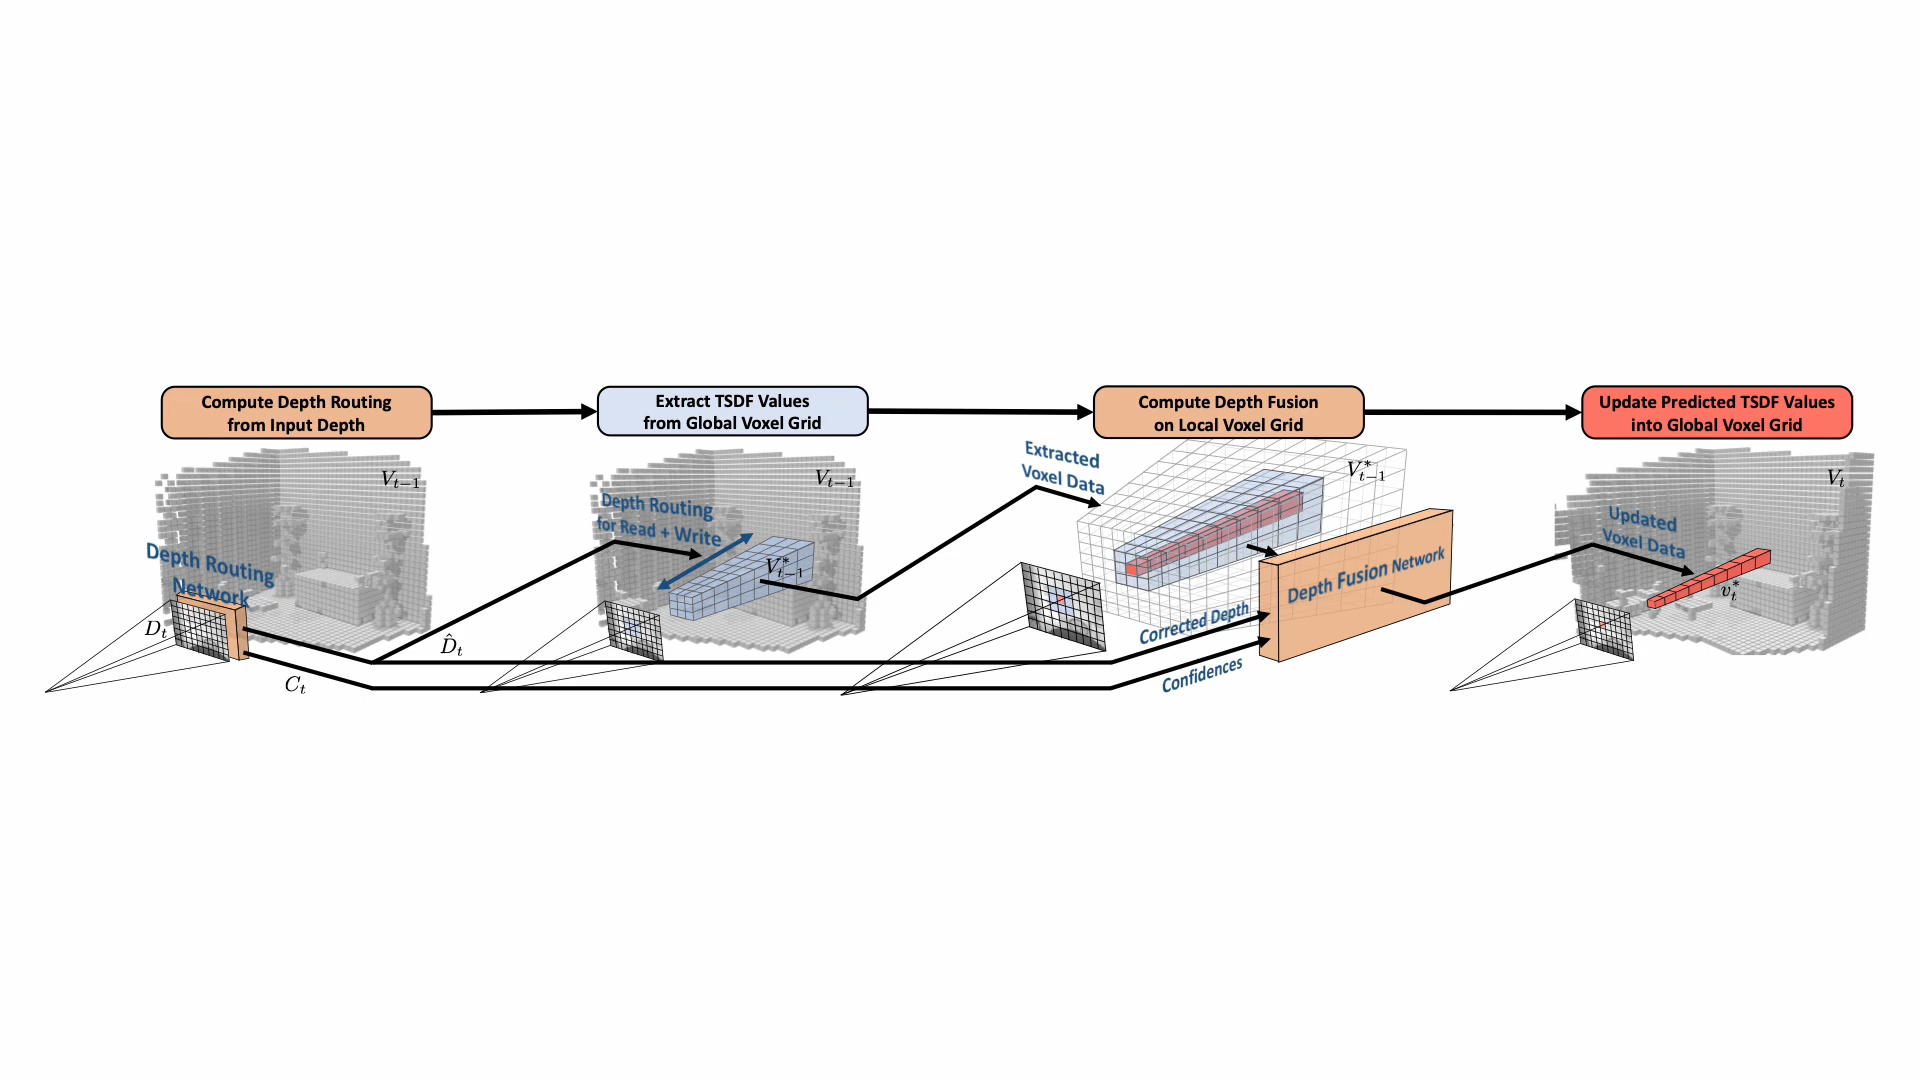 Compute Depth Routing
from Input Depth
Extract TSDF Values
from Global Voxel Grid
Compute Depth Fusion
on Local Voxel Grid
Update Predicted TSDF Values
into Global Voxel Grid
V_{t-1}
Depth Routing
Network
D_t
C_t
\hat{D}_t
V_{t-1}
Depth Routing
for Read + Write
V^*_{t-1}
Extracted
Voxel Data
V^*_{t-1}
Depth Fusion Network
Corrected Depth
Confidences
V_t
Updated
Voxel Data
v^*_t